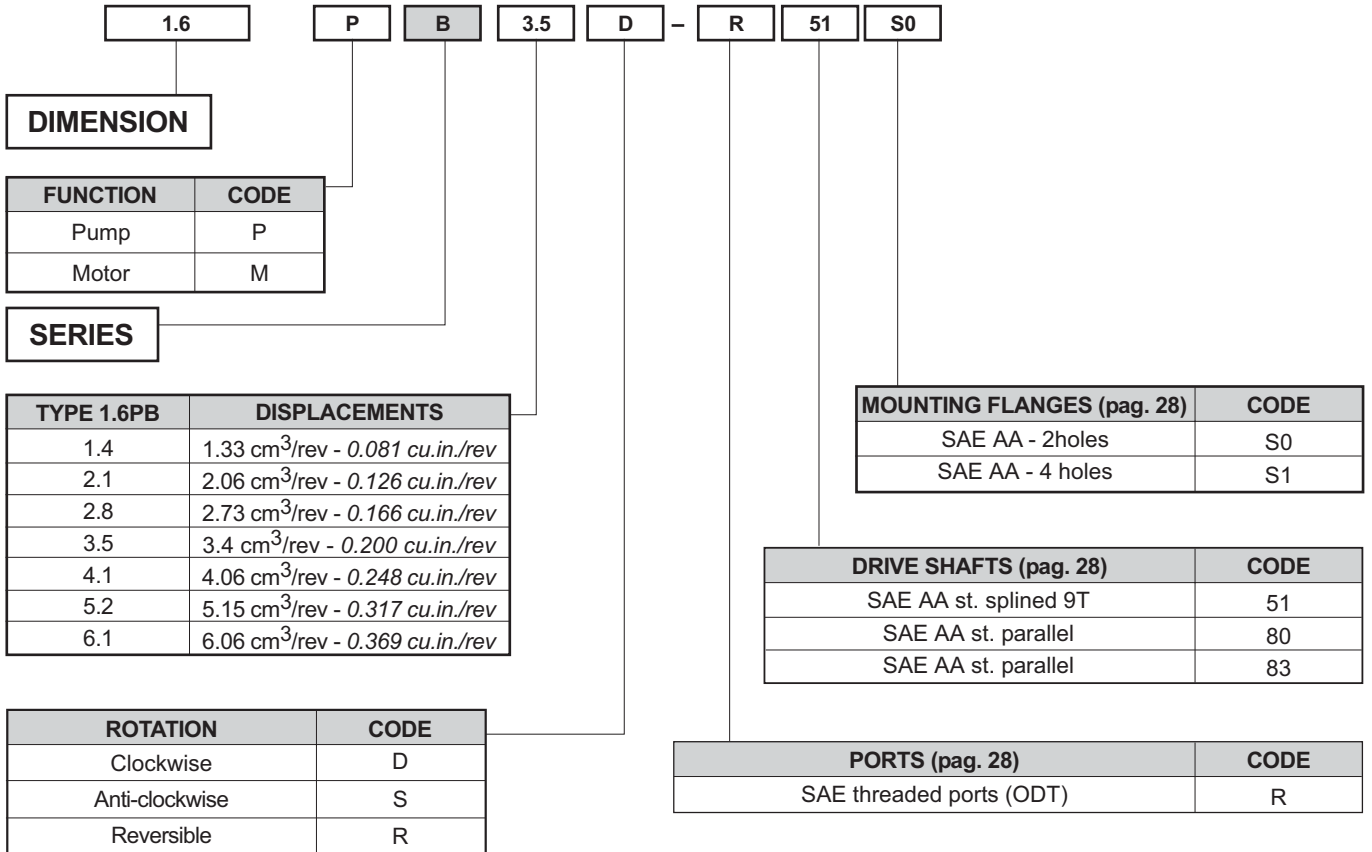 1.6 P B 3.5 D – R 51 S0
DIMENSION
FUNCTION CODE
Pump P
Motor M
SERIES
TYPE 1.6PB DISPLACEMENTS
1.4 1.33 cm3/rev - 0.081 cu.in./rev
2.1 2.06 cm3/rev - 0.126 cu.in./rev
2.8 2.73 cm3/rev - 0.166 cu.in./rev
3.5 3.4 cm3/rev - 0.200 cu.in./rev
4.1 4.06 cm3/rev - 0.248 cu.in./rev
5.2 5.15 cm3/rev - 0.317 cu.in./rev
6.1 6.06 cm3/rev - 0.369 cu.in./rev
MOUNTING FLANGES (pag. 28) CODE
SAE AA - 2holes S0
SAE AA - 4 holes S1
DRIVE SHAFTS (pag. 28) CODE
SAE AA st. splined 9T 51
SAE AA st. parallel 80
SAE AA st. parallel 83
ROTATION CODE
Clockwise D
Anti-clockwise S
Reversible R
PORTS (pag. 28) CODE
SAE threaded ports (ODT) R